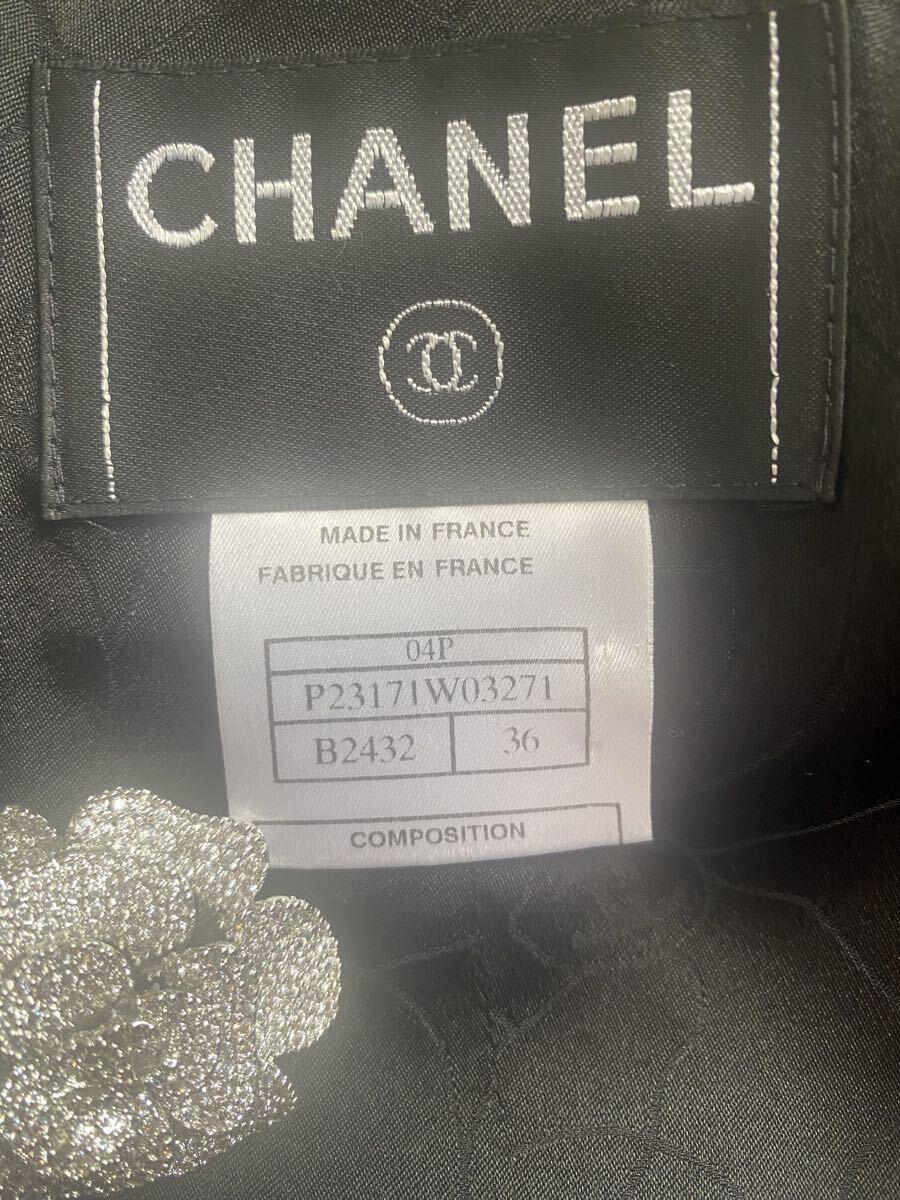 CHANEL
MADE IN FRANCE
FABRIQUE EN FRANCE
04P
P23171W03271
B2432 36
COMPOSITION